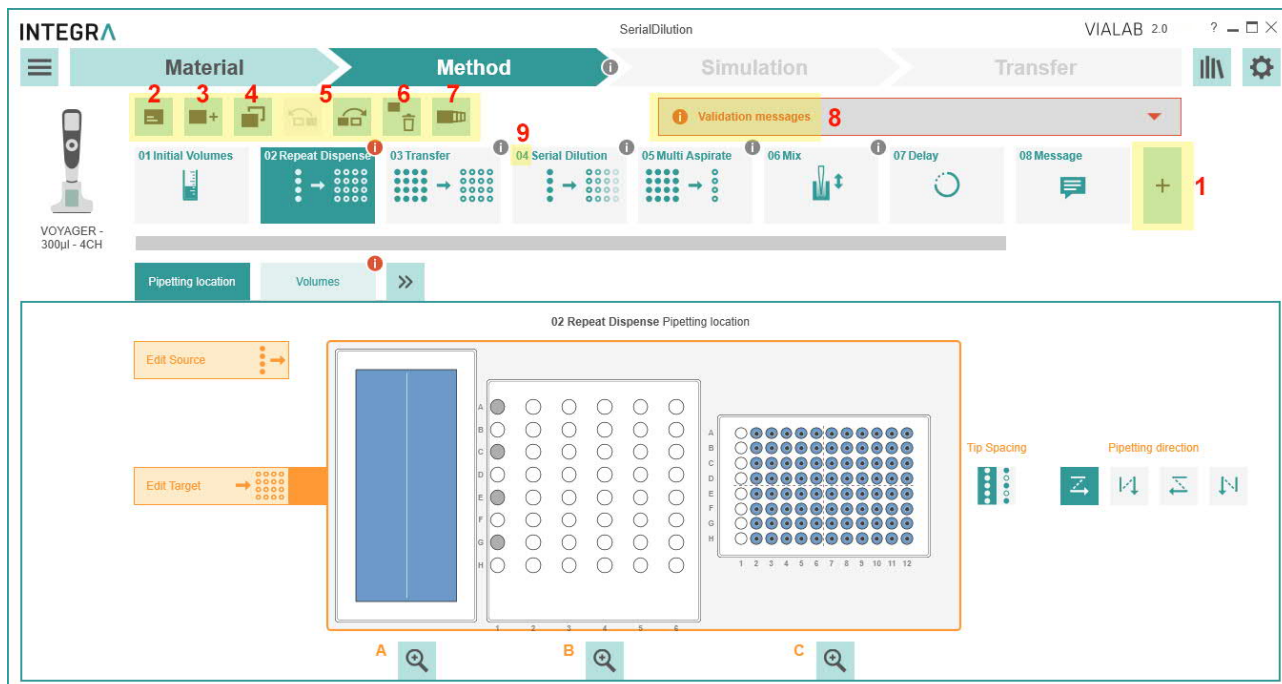 INTEGRA SerialDilution VIALAB 2.0 ?
Material Method i Simulation Transfer
2 3 4 5 6 7
i Validation messages 8
9
01 Initial Volumes 02 Repeat Dispense i 03 Transfer i 04 Serial Dilution i 05 Multi Aspirate i 06 Mix i 07 Delay 08 Message + 1
VOYAGER -
300µl - 4CH
Pipetting location Volumes i
02 Repeat Dispense Pipetting location
Edit Source
A
B
C
D
E
F
G
H
1 2 3 4 5 6
A
B
C
D
E
F
G
H
1 2 3 4 5 6 7 8 9 10 11 12
Tip Spacing Pipetting direction
Edit Target
A B C